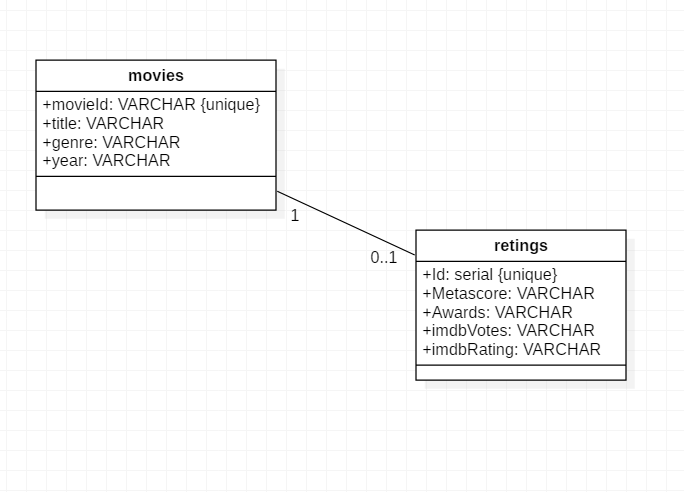 movies
+movieId: VARCHAR {unique}
+title: VARCHAR
+genre: VARCHAR
+year: VARCHAR
1
0..1
retings
+Id: serial {unique}
+Metascore: VARCHAR
+Awards: VARCHAR
+imdbVotes: VARCHAR
+imdbRating: VARCHAR